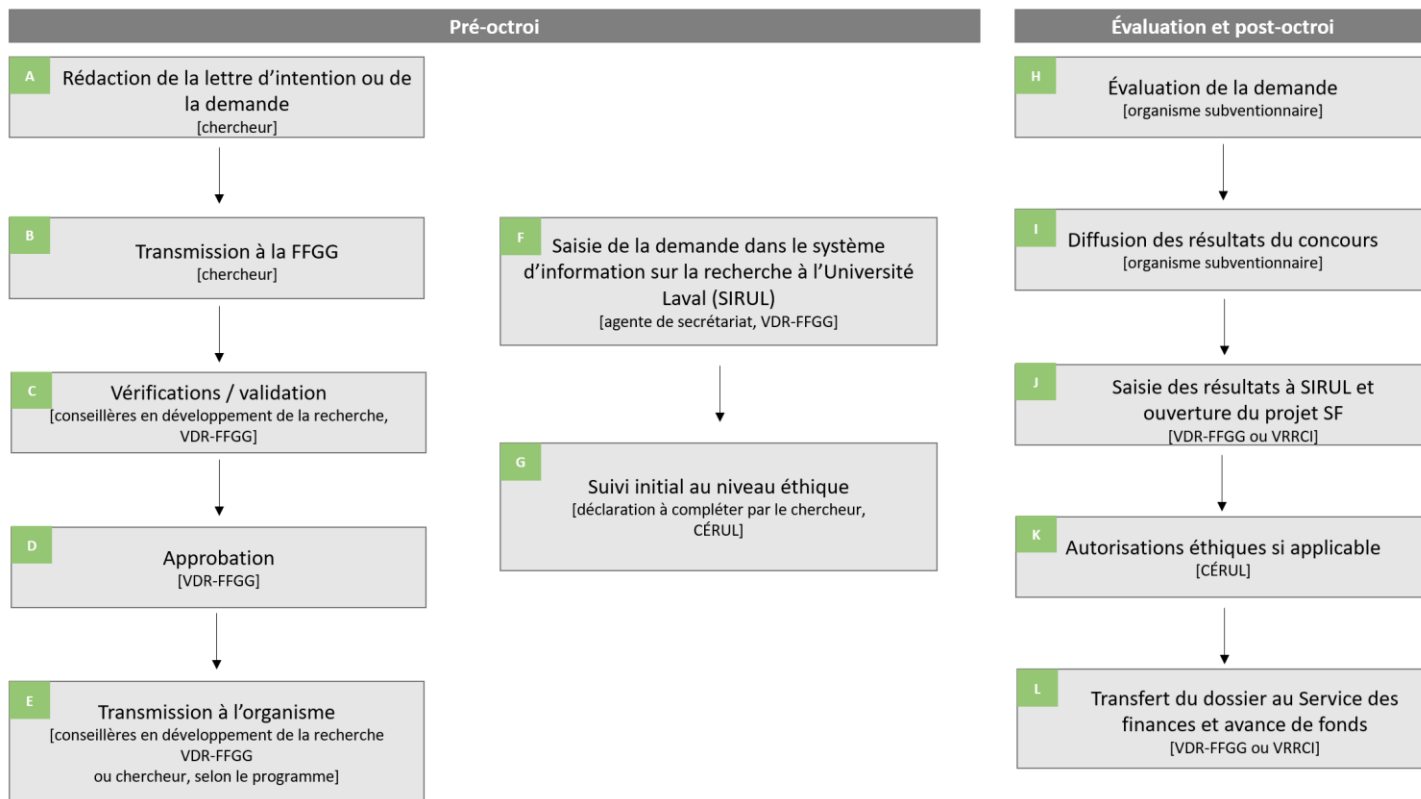 Pré-octroi
A
Rédaction de la lettre d’intention ou de
la demande
[chercheur]
B
Transmission à la FFGG
[chercheur]
C
Vérifications / validation
[conseillères en développement de la recherche,
VDR-FFGG]
D
Approbation
[VDR-FFGG]
E
Transmission à l’organisme
[conseillères en développement de la recherche
VDR-FFGG
ou chercheur, selon le programme]
F
Saisie de la demande dans le système
d’information sur la recherche à l’Université
Laval (SIRUL)
[agente de secrétariat, VDR-FFGG]
G
Suivi initial au niveau éthique
[déclaration à compléter par le chercheur,
CÉRUL]
Évaluation et post-octroi
H
Évaluation de la demande
[organisme subventionnaire]
I
Diffusion des résultats du concours
[organisme subventionnaire]
J
Saisie des résultats à SIRUL et
ouverture du projet SF
[VDR-FFGG ou VRRCI]
K
Autorisations éthiques si applicable
[CÉRUL]
L
Transfert du dossier au Service des
finances et avance de fonds
[VDR-FFGG ou VRRCI]